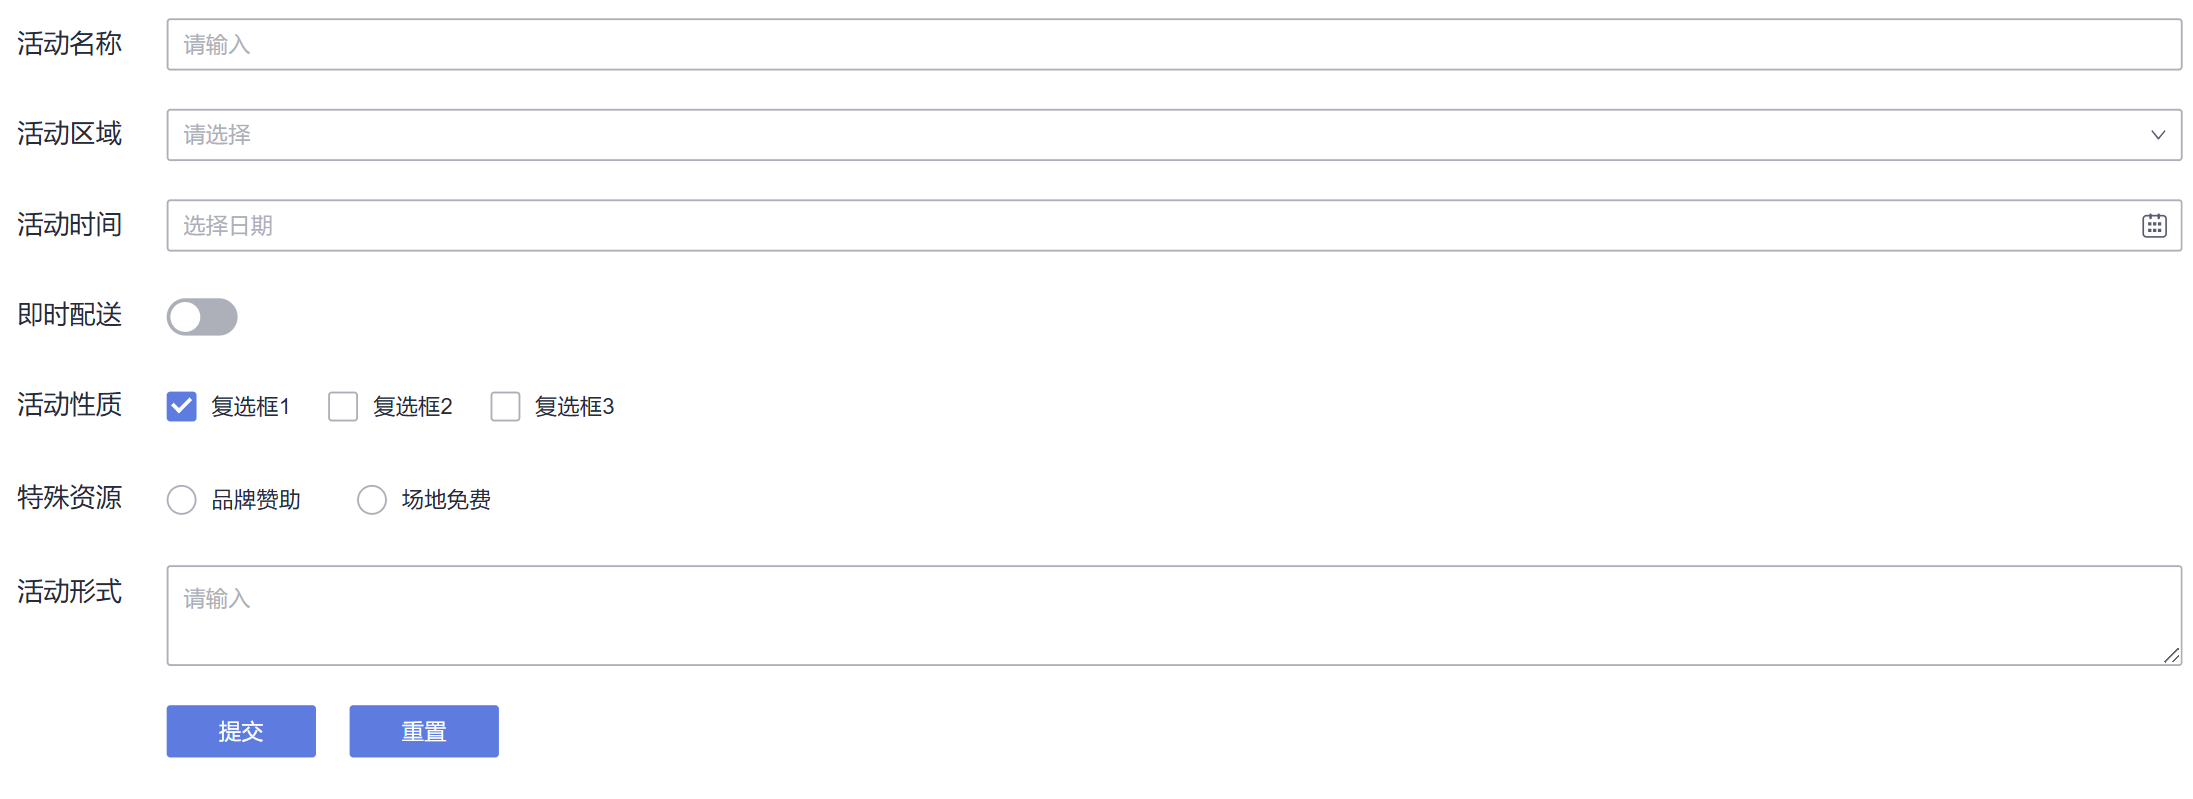 活动名称 请输入
活动区域 请选择
活动时间 选择日期
即时配送
活动性质 复选框1 复选框2 复选框3
特殊资源 品牌赞助 场地免费
活动形式 请输入
提交 重置